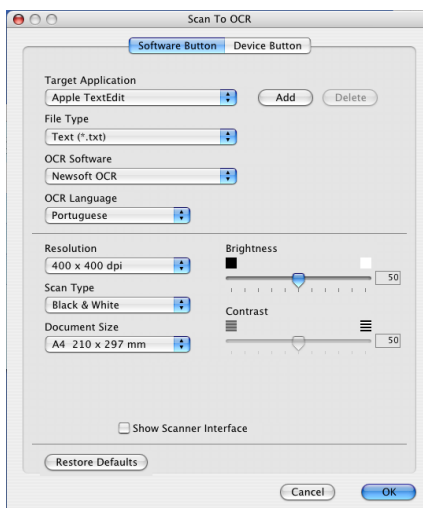 Scan To OCR
Software Button Device Button
Target Application
Apple TextEdit Add Delete
File Type
Text (*.txt)
OCR Software
Newsoft OCR
OCR Language
Portuguese
Resolution Brightness
400 x 400 dpi 50
Scan Type
Black & White Contrast
Document Size
A4 210 x 297 mm 50
Show Scanner Interface
Restore Defaults
Cancel OK